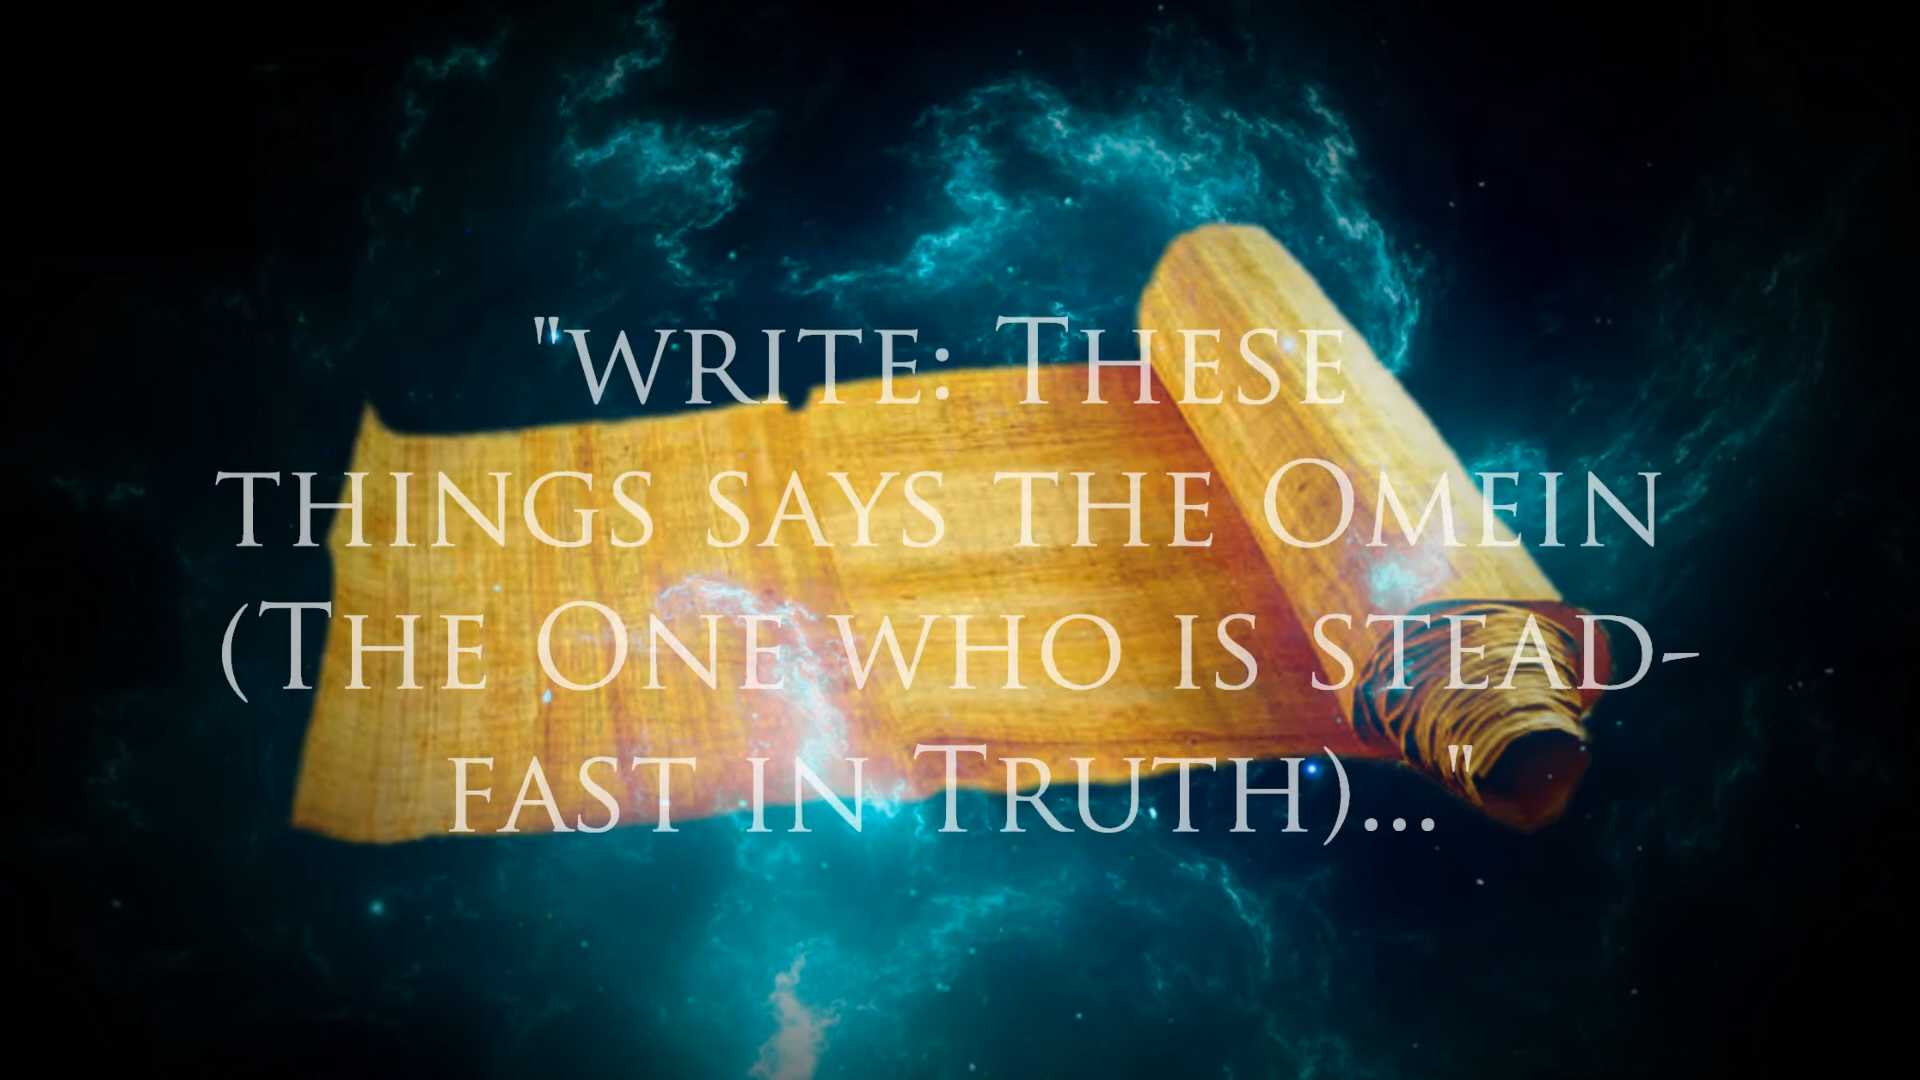 "write: These
things says the Omein
(The One who is stead-
fast in Truth)..."